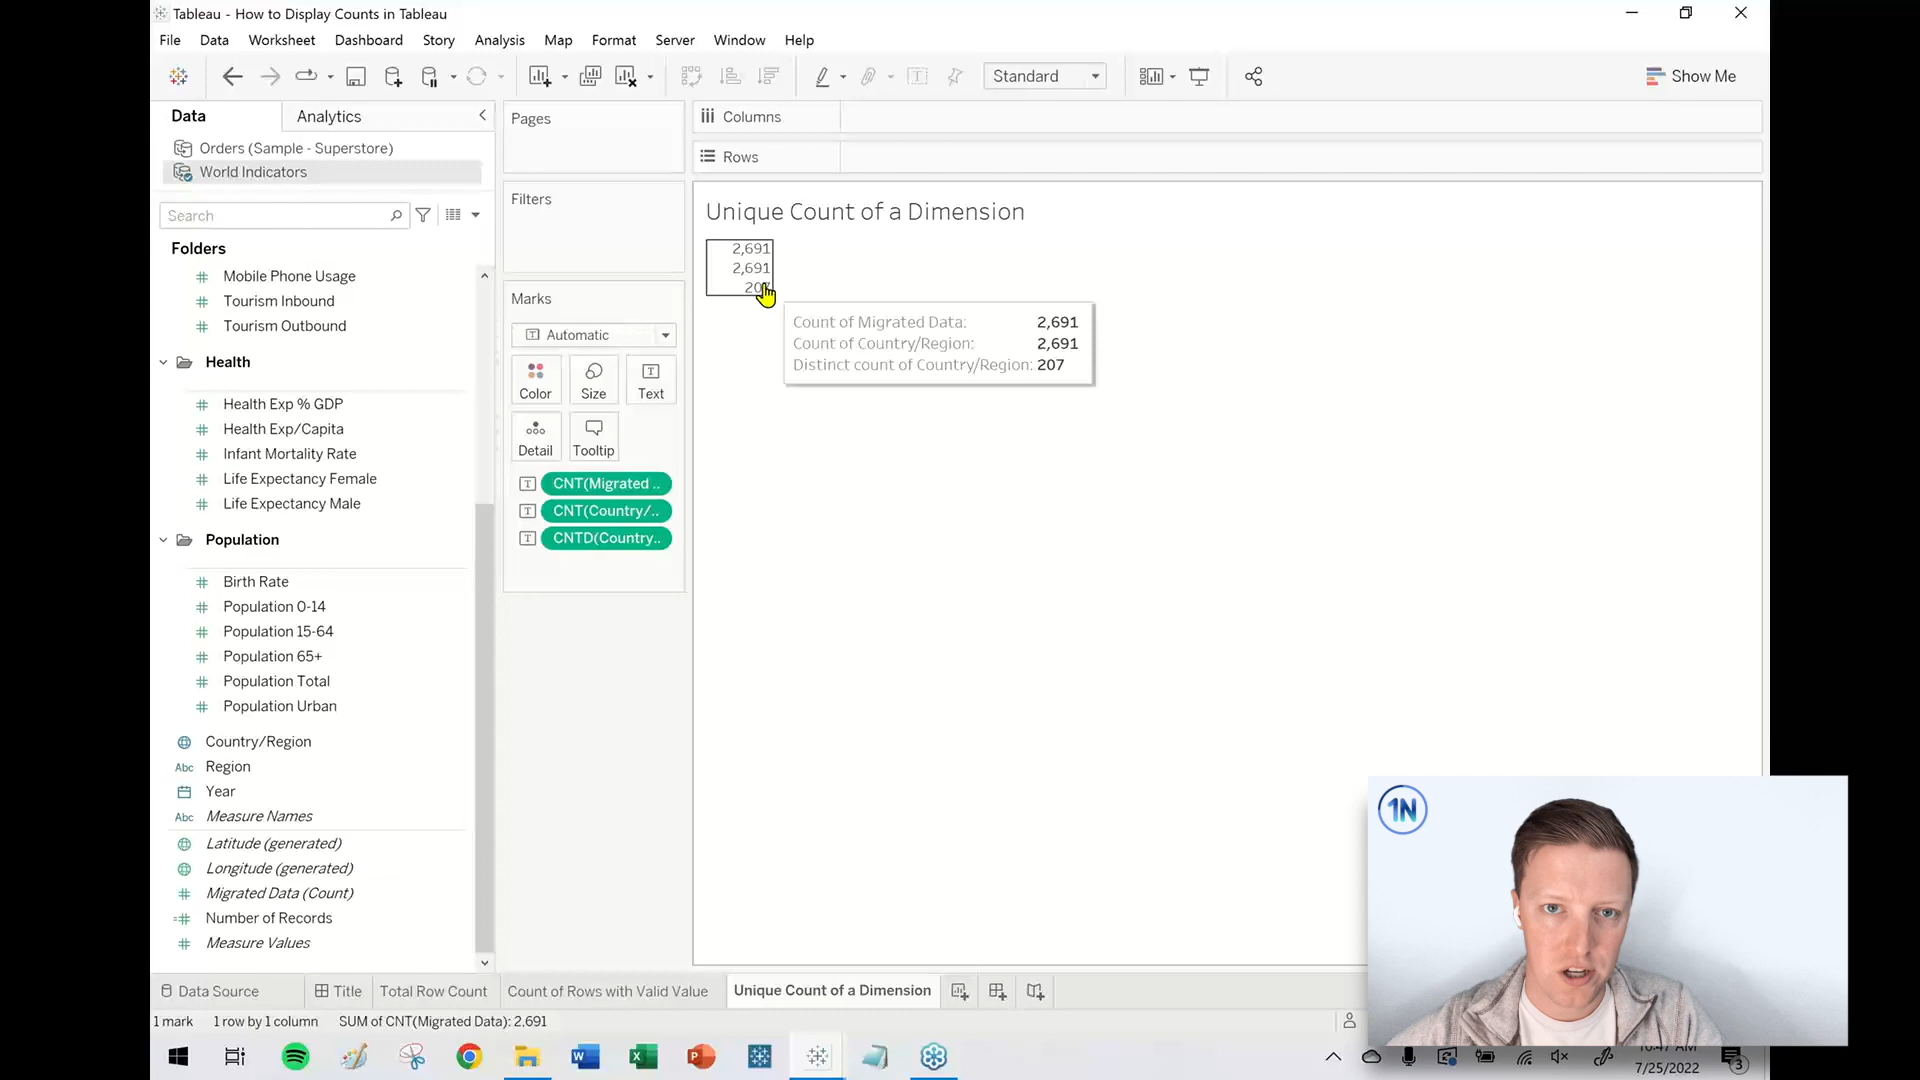 Tableau - How to Display Counts in Tableau
File Data Worksheet Dashboard Story Analysis Map Format Server Window Help
Standard
Show Me
Data
Analytics
Orders (Sample - Superstore)
World Indicators
Search
Folders
Mobile Phone Usage
Tourism Inbound
Tourism Outbound
Health
Health Exp % GDP
Health Exp/Capita
Infant Mortality Rate
Life Expectancy Female
Life Expectancy Male
Population
Birth Rate
Population 0-14
Population 15-64
Population 65+
Population Total
Population Urban
Country/Region
Abc Region
Year
Abc Measure Names
Latitude (generated)
Longitude (generated)
Migrated Data (Count)
Number of Records
Measure Values
Pages
Filters
Marks
Automatic
Color Size Text
Detail Tooltip
CNT(Migrated ..
CNT(Country/..
CNTD(Country..
Columns
Rows
Unique Count of a Dimension
2,691
2,691
Count of Migrated Data: 2,691
Count of Country/Region: 2,691
Distinct count of Country/Region: 207
1N
Data Source Title Total Row Count Count of Rows with Valid Value Unique Count of a Dimension
1 mark 1 row by 1 column SUM of CNT(Migrated Data): 2,691
10:47 AM
7/25/2022
3